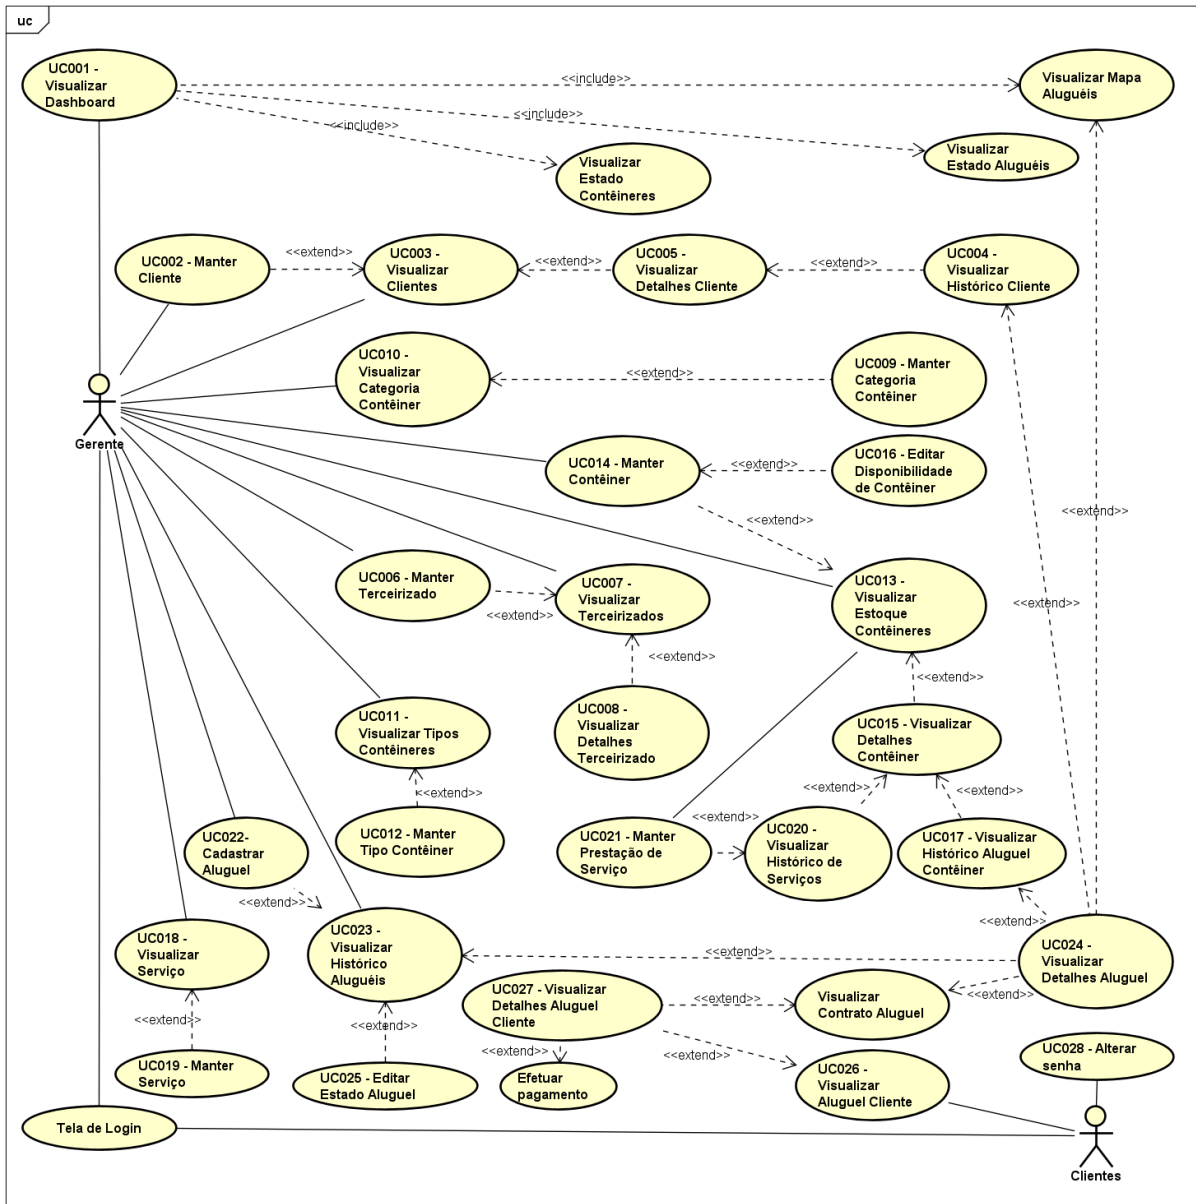 uc
UC001 -
Visualizar
Dashboard
<<include>>
Visualizar Mapa
Aluguéis
<<include>>
<<include>>
Visualizar
Estado
Contêineres
Visualizar
Estado Aluguéis
UC002 - Manter
Cliente
<<extend>>
UC003 -
Visualizar
Clientes
<<extend>>
UC005 -
Visualizar
Detalhes Cliente
<<extend>>
UC004 -
Visualizar
Histórico Cliente
UC010 -
Visualizar
Categoria
Contêiner
<<extend>>
UC009 - Manter
Categoria
Contêiner
Gerente
UC014 - Manter
Contêiner
<<extend>>
UC016 - Editar
Disponibilidade
de Contêiner
<<extend>>
<<extend>>
UC006 - Manter
Terceirizado
<<extend>>
UC007 -
Visualizar
Terceirizados
UC013 -
Visualizar
Estoque
Contêineres
<<extend>>
<<extend>>
<<extend>>
UC008 -
Visualizar
Detalhes
Terceirizado
UC011 -
Visualizar Tipos
Contêineres
UC015 - Visualizar
Detalhes
Contêiner
<<extend>>
<<extend>>
<<extend>>
UC012 - Manter
Tipo Contêiner
UC022-
Cadastrar
Aluguel
<<extend>>
UC021 - Manter
Prestação de
Serviço
<<extend>>
UC020 -
Visualizar
Histórico de
Serviços
UC017 - Visualizar
Histórico Aluguel
Contêiner
<<extend>>
UC018 -
Visualizar
Serviço
UC023 -
Visualizar
Histórico
Aluguéis
<<extend>>
UC024 -
Visualizar
Detalhes Aluguel
<<extend>>
UC027 - Visualizar
Detalhes Aluguel
Cliente
<<extend>>
Visualizar
Contrato Aluguel
<<extend>>
<<extend>>
<<extend>>
<<extend>>
UC019 - Manter
Serviço
UC025 - Editar
Estado Aluguel
Efetuar
pagamento
UC026 -
Visualizar
Aluguel Cliente
UC028 - Alterar
senha
Tela de Login
Clientes